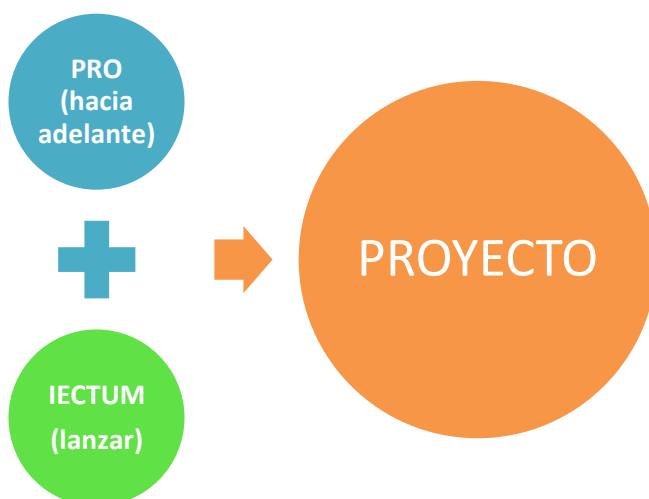 PRO
(hacia
adelante)
IECTUM
(lanzar)
PROYECTO